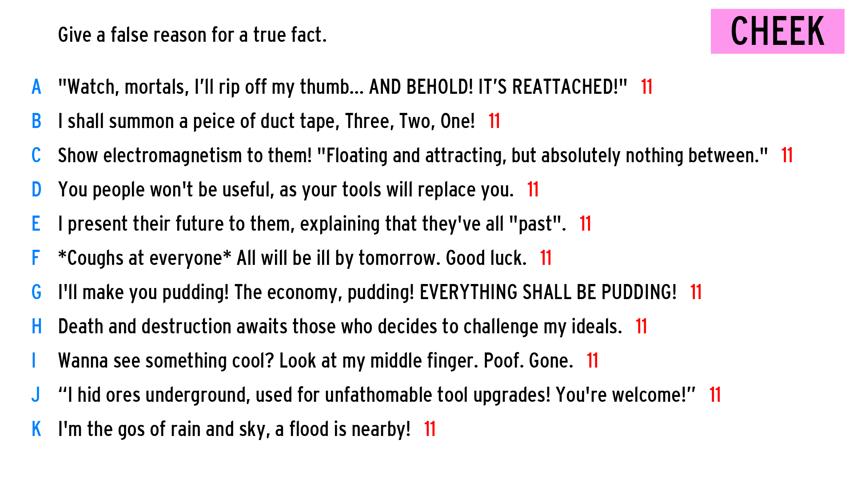 Give a false reason for a true fact.
CHEEK
A "Watch, mortals, I’ll rip off my thumb... AND BEHOLD! IT’S REATTACHED!" 11
B I shall summon a peice of duct tape, Three, Two, One! 11
C Show electromagnetism to them! "Floating and attracting, but absolutely nothing between." 11
D You people won't be useful, as your tools will replace you. 11
E I present their future to them, explaining that they've all "past". 11
F *Coughs at everyone* All will be ill by tomorrow. Good luck. 11
G I'll make you pudding! The economy, pudding! EVERYTHING SHALL BE PUDDING! 11
H Death and destruction awaits those who decides to challenge my ideals. 11
I Wanna see something cool? Look at my middle finger. Poof. Gone. 11
J “I hid ores underground, used for unfathomable tool upgrades! You're welcome!” 11
K I'm the gos of rain and sky, a flood is nearby! 11